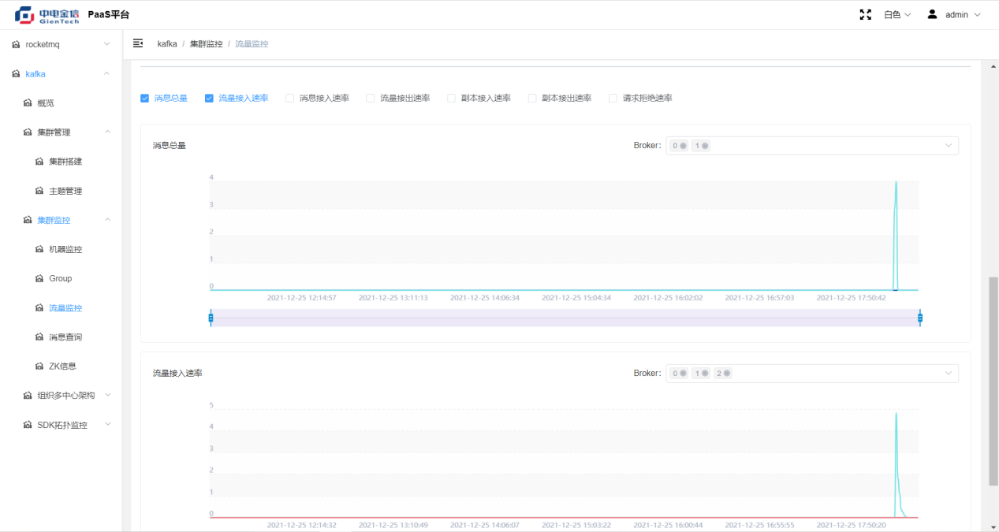 中电金信
GienTech
PaaS平台
白色
admin
rocketmq
kafka
概览
集群管理
集群搭建
主题管理
集群监控
机器监控
Group
流量监控
消息查询
ZK信息
组织多中心架构
SDK拓扑监控
kafka / 集群监控 / 流量监控
消息总量 流量接入速率 消息接入速率 流量接出速率 副本接入速率 副本接出速率 请求拒绝速率
消息总量
Broker: 0 1
4
3
2
1
0
2021-12-25 12:14:57 2021-12-25 13:11:13 2021-12-25 14:06:34 2021-12-25 15:04:34 2021-12-25 16:02:02 2021-12-25 16:57:03 2021-12-25 17:50:42
流量接入速率
Broker: 0 1 2
5
4
3
2
1
0
2021-12-25 12:14:32 2021-12-25 13:10:49 2021-12-25 14:06:07 2021-12-25 15:03:22 2021-12-25 16:00:44 2021-12-25 16:55:55 2021-12-25 17:50:20